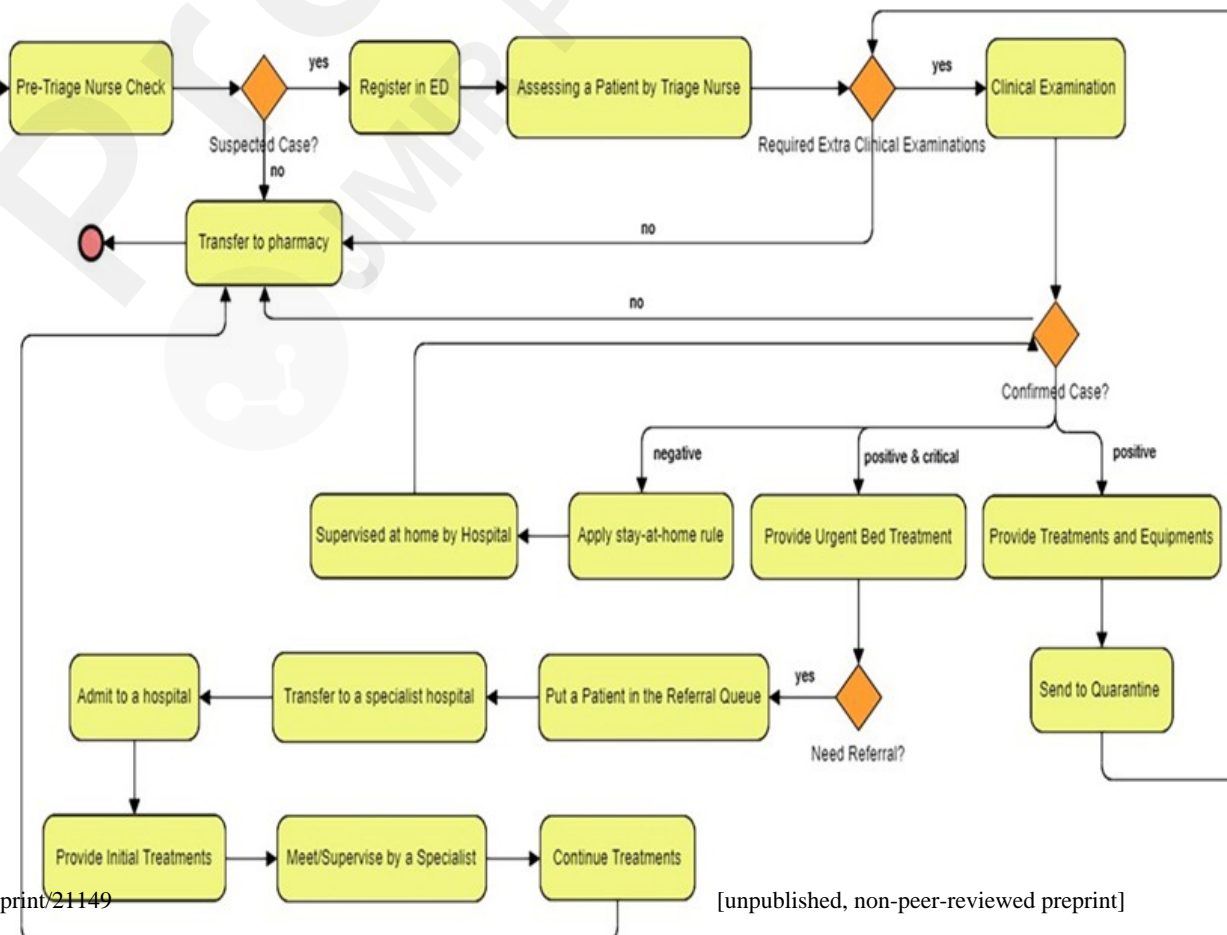 yes
yes
Pre-Triage Nurse Check
Register in ED
Assessing a Patient by Triage Nurse
Clinical Examination
Suspected Case?
Required Extra Clinical Examinations
no
Transfer to pharmacy
no
no
Confirmed Case?
negative
positive & critical
positive
Supervised at home by Hospital
Apply stay-at-home rule
Provide Urgent Bed Treatment
Provide Treatments and Equipments
yes
Admit to a hospital
Transfer to a specialist hospital
Put a Patient in the Referral Queue
Send to Quarantine
Need Referral?
Provide Initial Treatments
Meet/Supervise by a Specialist
Continue Treatments
print/21149
[unpublished, non-peer-reviewed preprint]